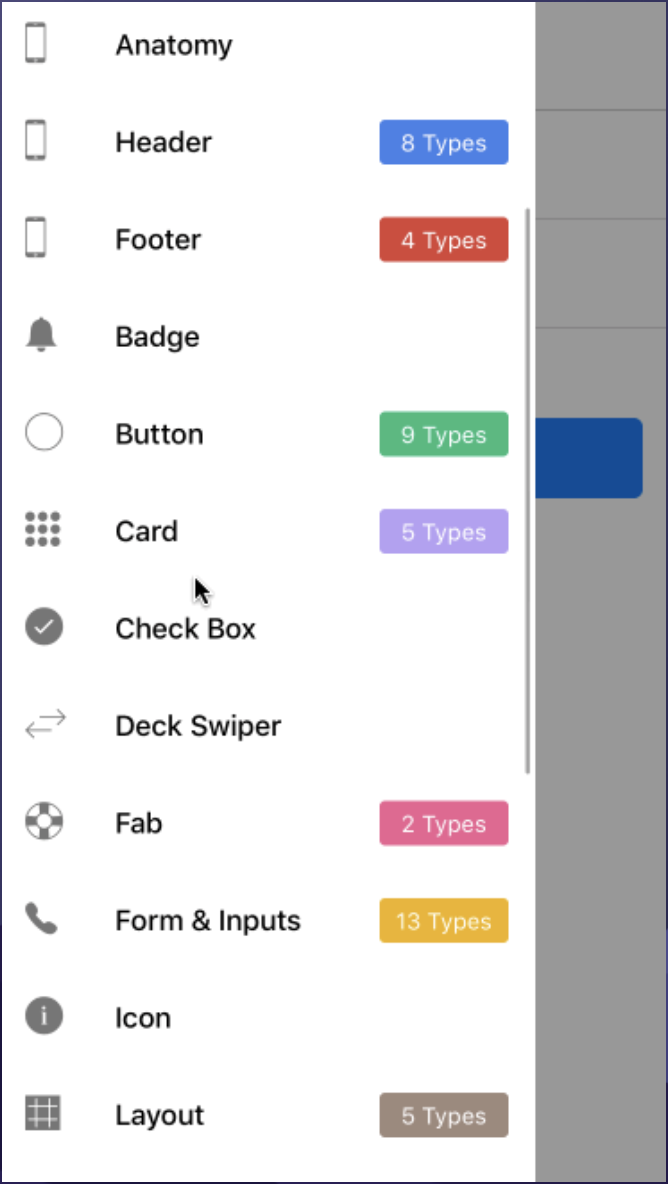 Anatomy
Header 8 Types
Footer 4 Types
Badge
Button 9 Types
Card 5 Types
Check Box
Deck Swiper
Fab 2 Types
Form & Inputs 13 Types
Icon
Layout 5 Types